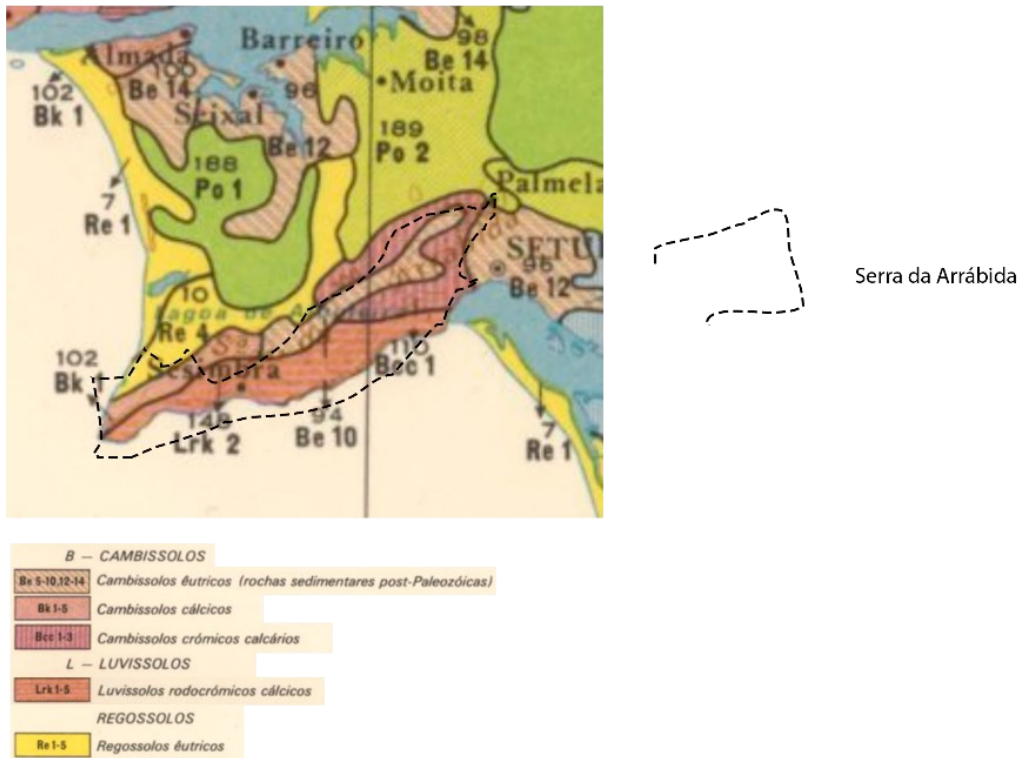 Almada
Barreiro
98
Be 14
100
Be 14
96
Moita
102
Bk 1
Seixal
189
Po 2
Be 12
188
Po 1
Palmela
7
Re 1
SETU
96
Be 12
10
Lagoa de A
Re 4
Serra da Arrábida
102
Bk 1
Sesimbra
110
Bcc 1
148
Lrk 2
94
Be 10
7
Re 1
B — CAMBISSOLOS
Be 5-10,12-14 Cambissolos êutricos (rochas sedimentares post-Paleozóicas)
Bk 1-5 Cambissolos cálcicos
Bcc 1-3 Cambissolos crómicos calcários
L — LUVISSOLOS
Lrk 1-5 Luvissolos rodocrómicos cálcicos
REGOSSOLOS
Re 1-5 Regossolos êutricos